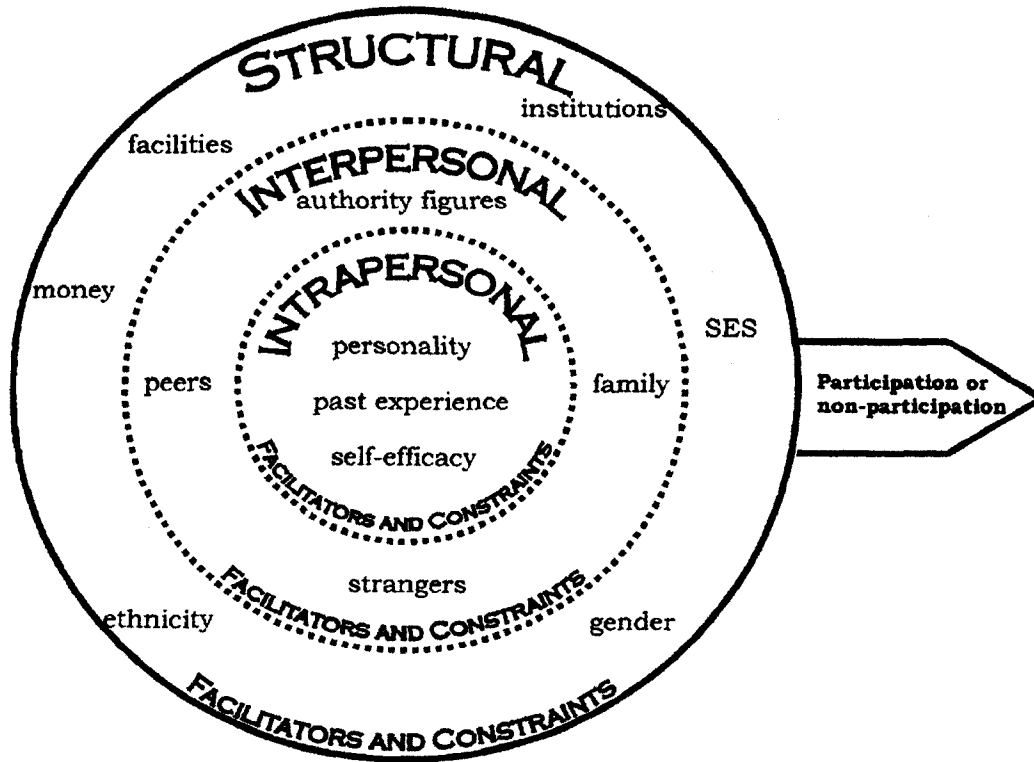 STRUCTURAL
institutions
facilities
INTERPERSONAL
authority figures
INTRAPERSONAL
money
SES
personality
peers
family
Participation or
non-participation
past experience
self-efficacy
FACILITATORS AND CONSTRAINTS
strangers
FACILITATORS AND CONSTRAINTS
ethnicity
gender
FACILITATORS AND CONSTRAINTS